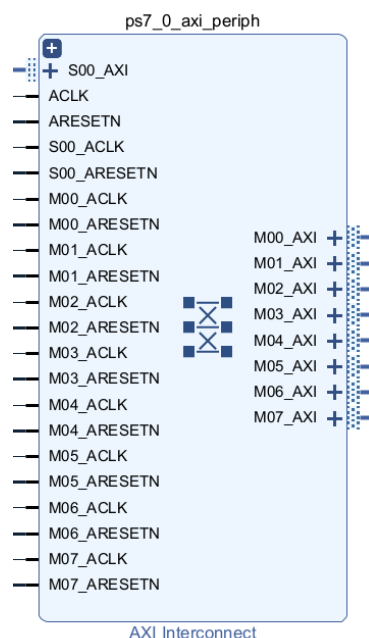 ps7_0_axi_periph
S00_AXI
ACLK
ARESETN
S00_ACLK
S00_ARESETN
M00_ACLK
M00_ARESETN
M01_ACLK
M01_ARESETN
M02_ACLK
M02_ARESETN
M03_ACLK
M03_ARESETN
M04_ACLK
M04_ARESETN
M05_ACLK
M05_ARESETN
M06_ACLK
M06_ARESETN
M07_ACLK
M07_ARESETN
M00_AXI
M01_AXI
M02_AXI
M03_AXI
M04_AXI
M05_AXI
M06_AXI
M07_AXI
AXI Interconnect